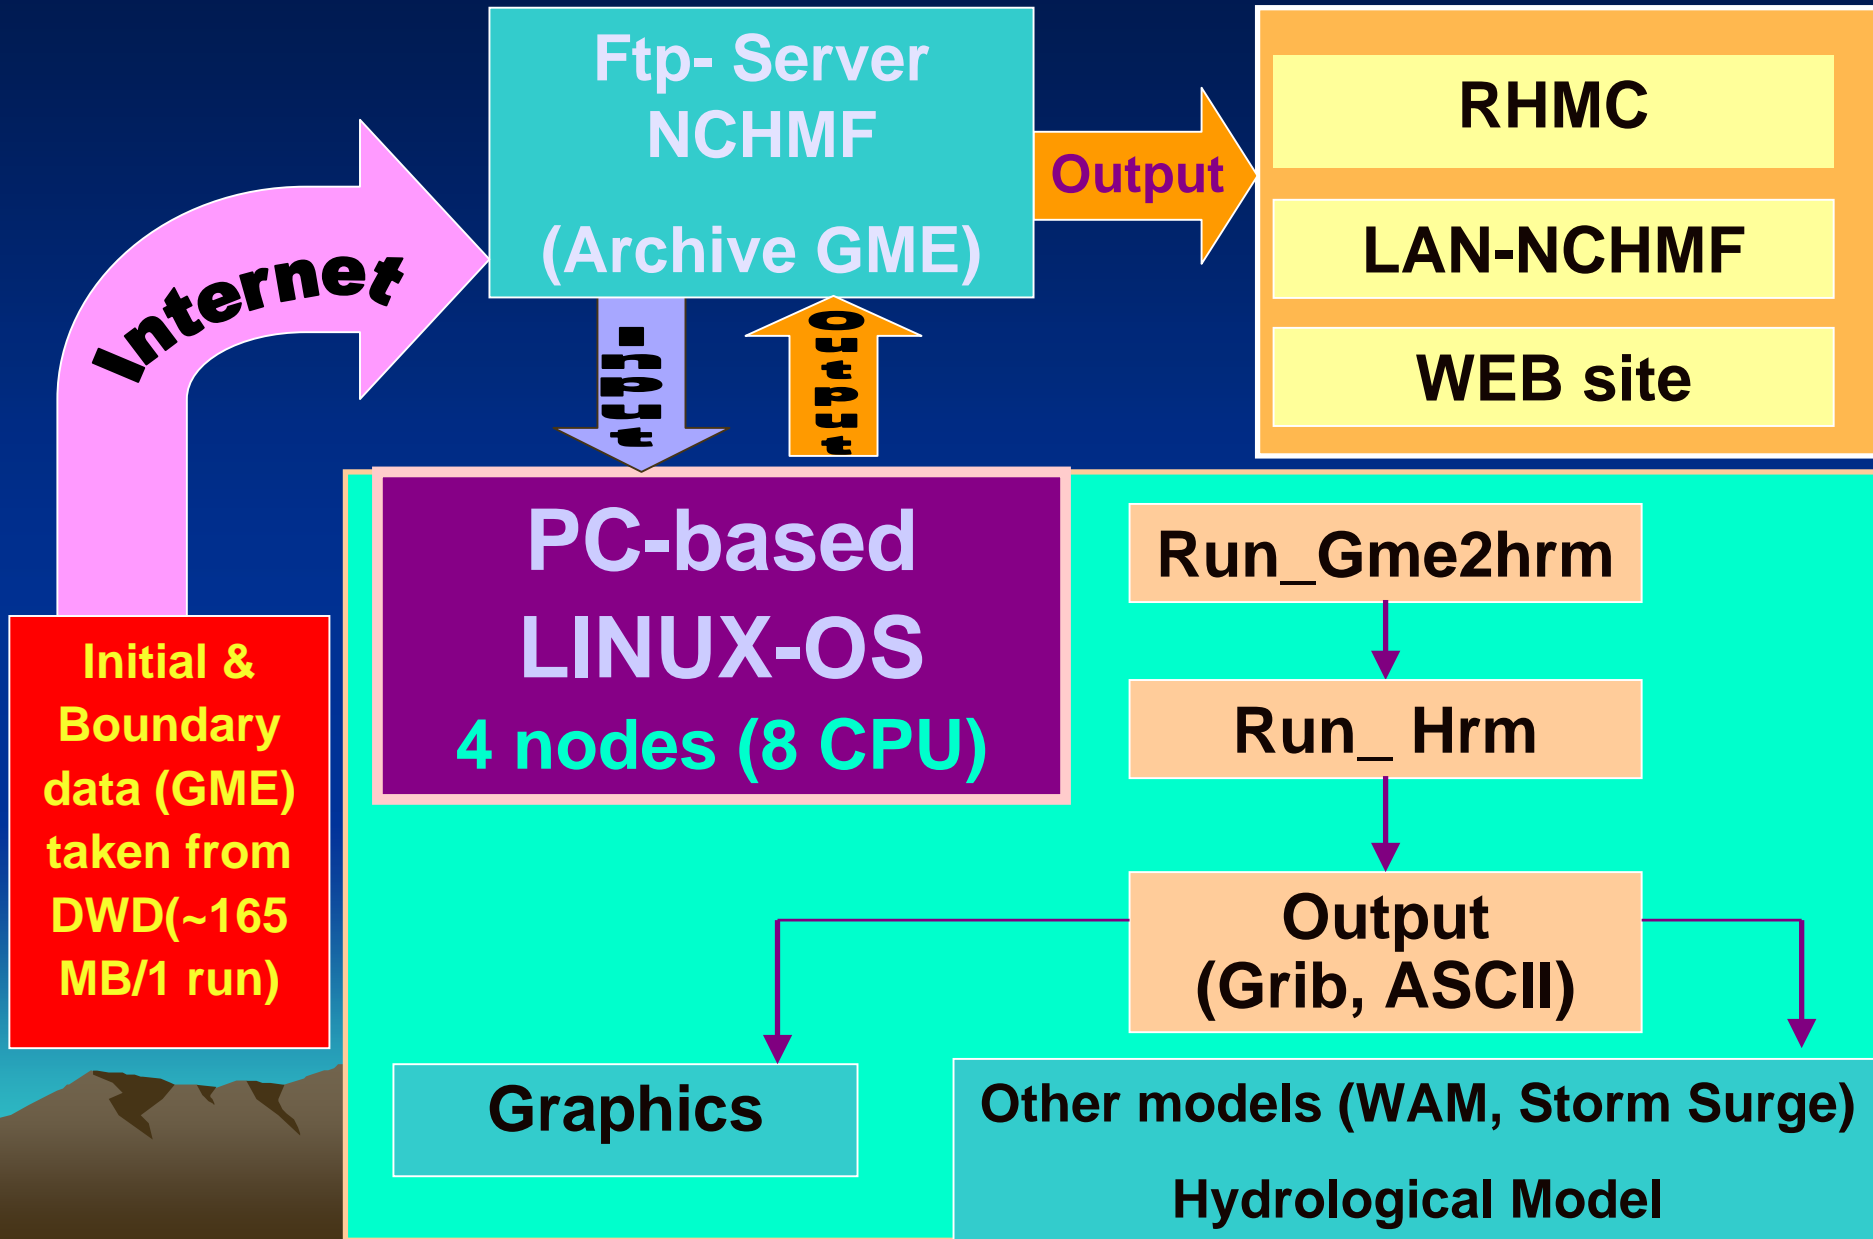 Ftp- Server
NCHMF
(Archive GME)
Output
RHMC
LAN-NCHMF
WEB site
Internet
Input
Output
PC-based
LINUX-OS
4 nodes (8 CPU)
Run_Gme2hrm
Run_ Hrm
Output
(Grib, ASCII)
Initial &
Boundary
data (GME)
taken from
DWD(~165
MB/1 run)
Graphics
Other models (WAM, Storm Surge)
Hydrological Model